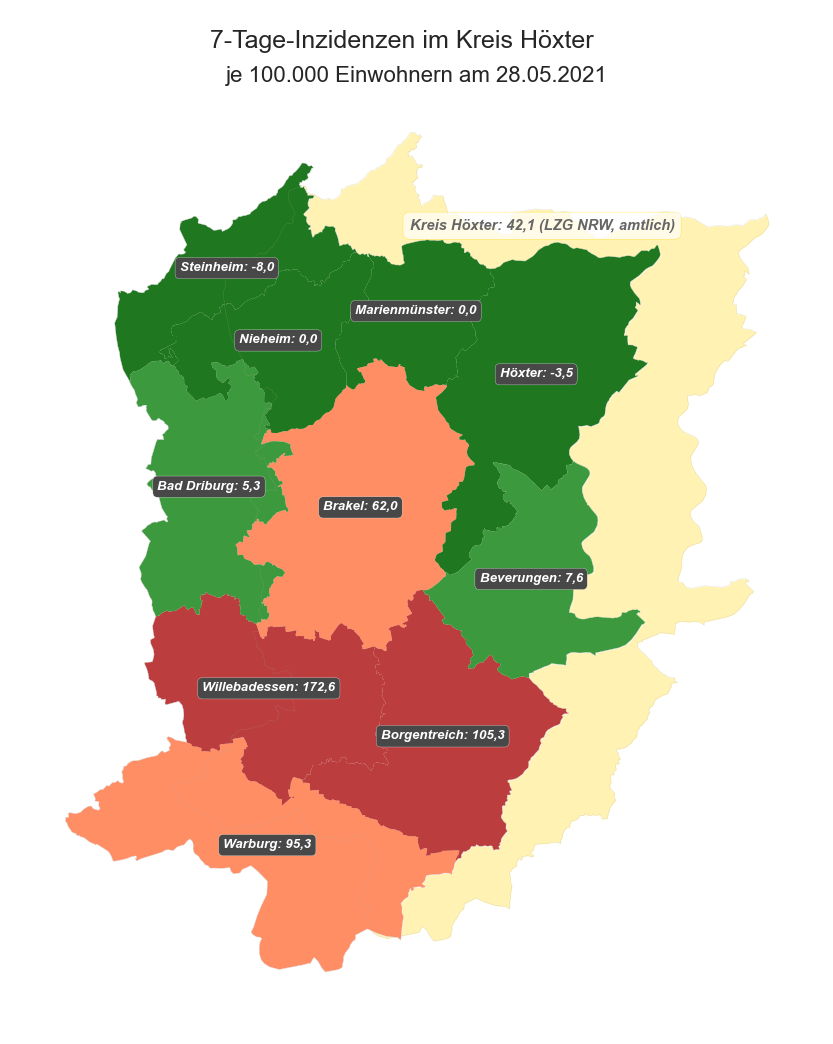 7-Tage-Inzidenzen im Kreis Höxter
je 100.000 Einwohnern am 28.05.2021
Kreis Höxter: 42,1 (LZG NRW, amtlich)
Steinheim: -8,0
Marienmünster: 0,0
Nieheim: 0,0
Höxter: -3,5
Bad Driburg: 5,3
Brakel: 62,0
Beverungen: 7,6
Willebadessen: 172,6
Borgentreich: 105,3
Warburg: 95,3